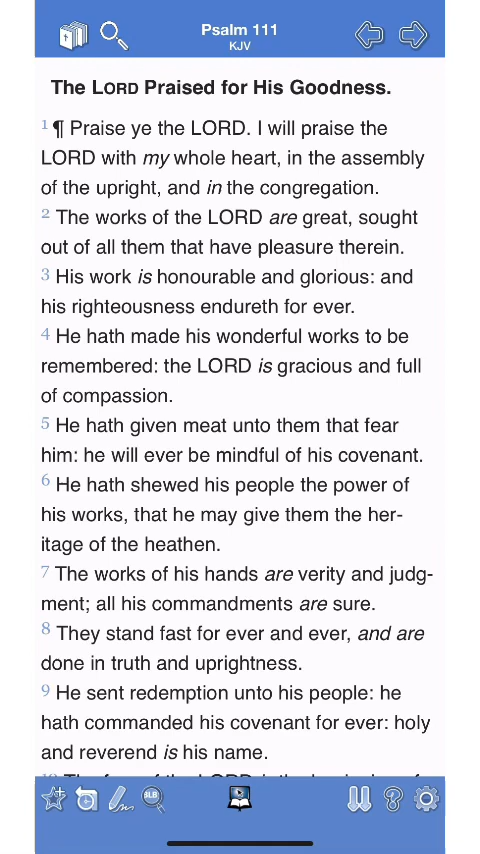 Psalm 111
KJV
The LORD Praised for His Goodness.
1 ¶ Praise ye the LORD. I will praise the
LORD with my whole heart, in the assembly
of the upright, and in the congregation.
2 The works of the LORD are great, sought
out of all them that have pleasure therein.
3 His work is honourable and glorious: and
his righteousness endureth for ever.
4 He hath made his wonderful works to be
remembered: the LORD is gracious and full
of compassion.
5 He hath given meat unto them that fear
him: he will ever be mindful of his covenant.
6 He hath shewed his people the power of
his works, that he may give them the her-
itage of the heathen.
7 The works of his hands are verity and judg-
ment; all his commandments are sure.
8 They stand fast for ever and ever, and are
done in truth and uprightness.
9 He sent redemption unto his people: he
hath commanded his covenant for ever: holy
and reverend is his name.
SLB